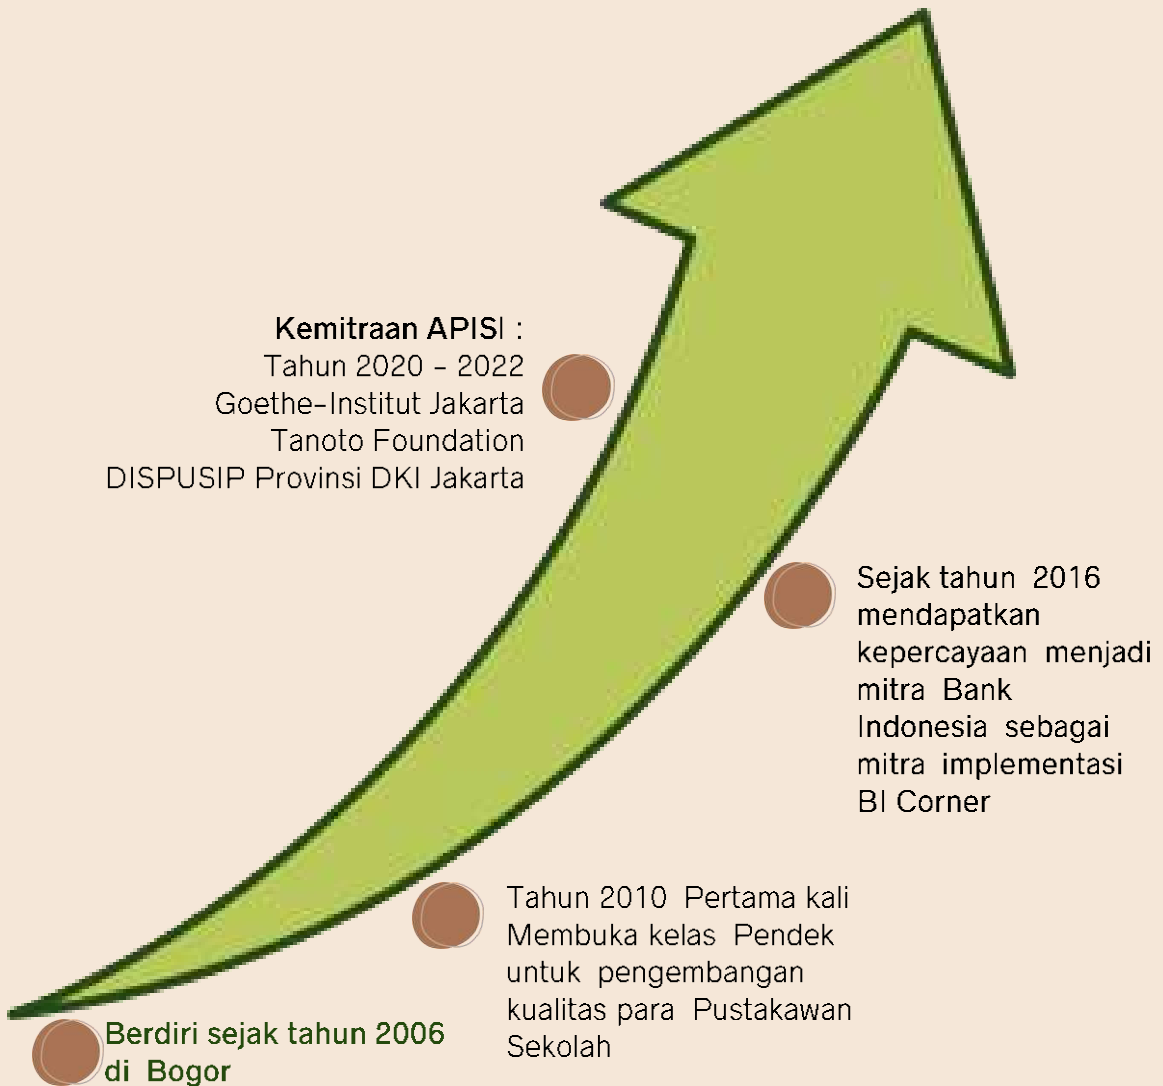 Kemitraan APISI :
Tahun 2020 - 2022
Goethe-Institut Jakarta
Tanoto Foundation
DISPUSIP Provinsi DKI Jakarta
Sejak tahun 2016
mendapatkan
kepercayaan menjadi
mitra Bank
Indonesia sebagai
mitra implementasi
BI Corner
Tahun 2010 Pertama kali
Membuka kelas Pendek
untuk pengembangan
kualitas para Pustakawan
Sekolah
Berdiri sejak tahun 2006
di Bogor